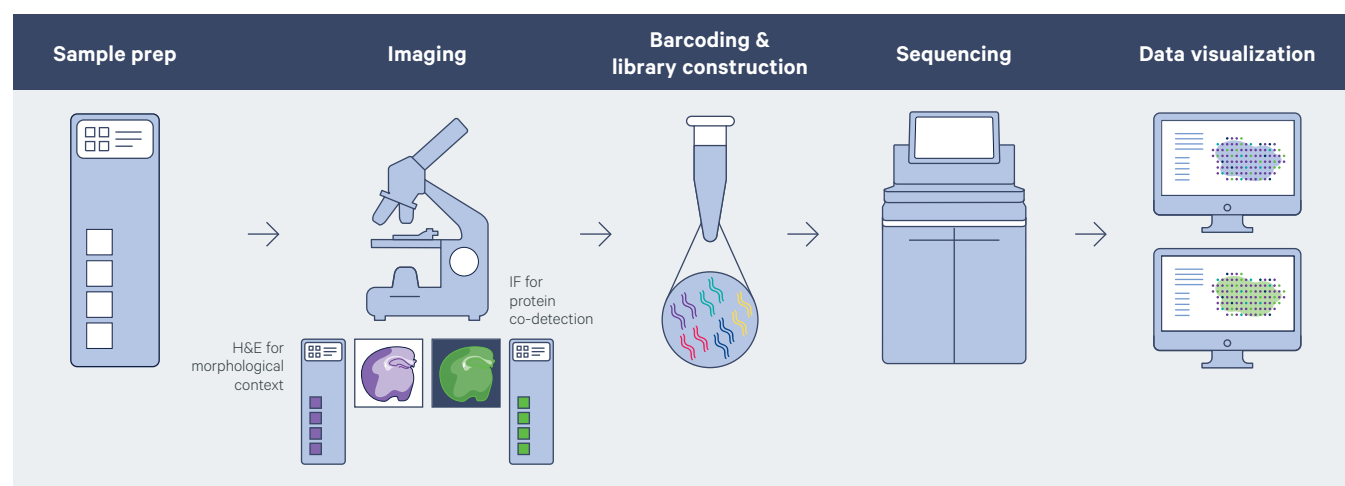 Sample prep
Imaging
Barcoding &
library construction
Sequencing
Data visualization
IF for
protein
co-detection
H&E for
morphological
context